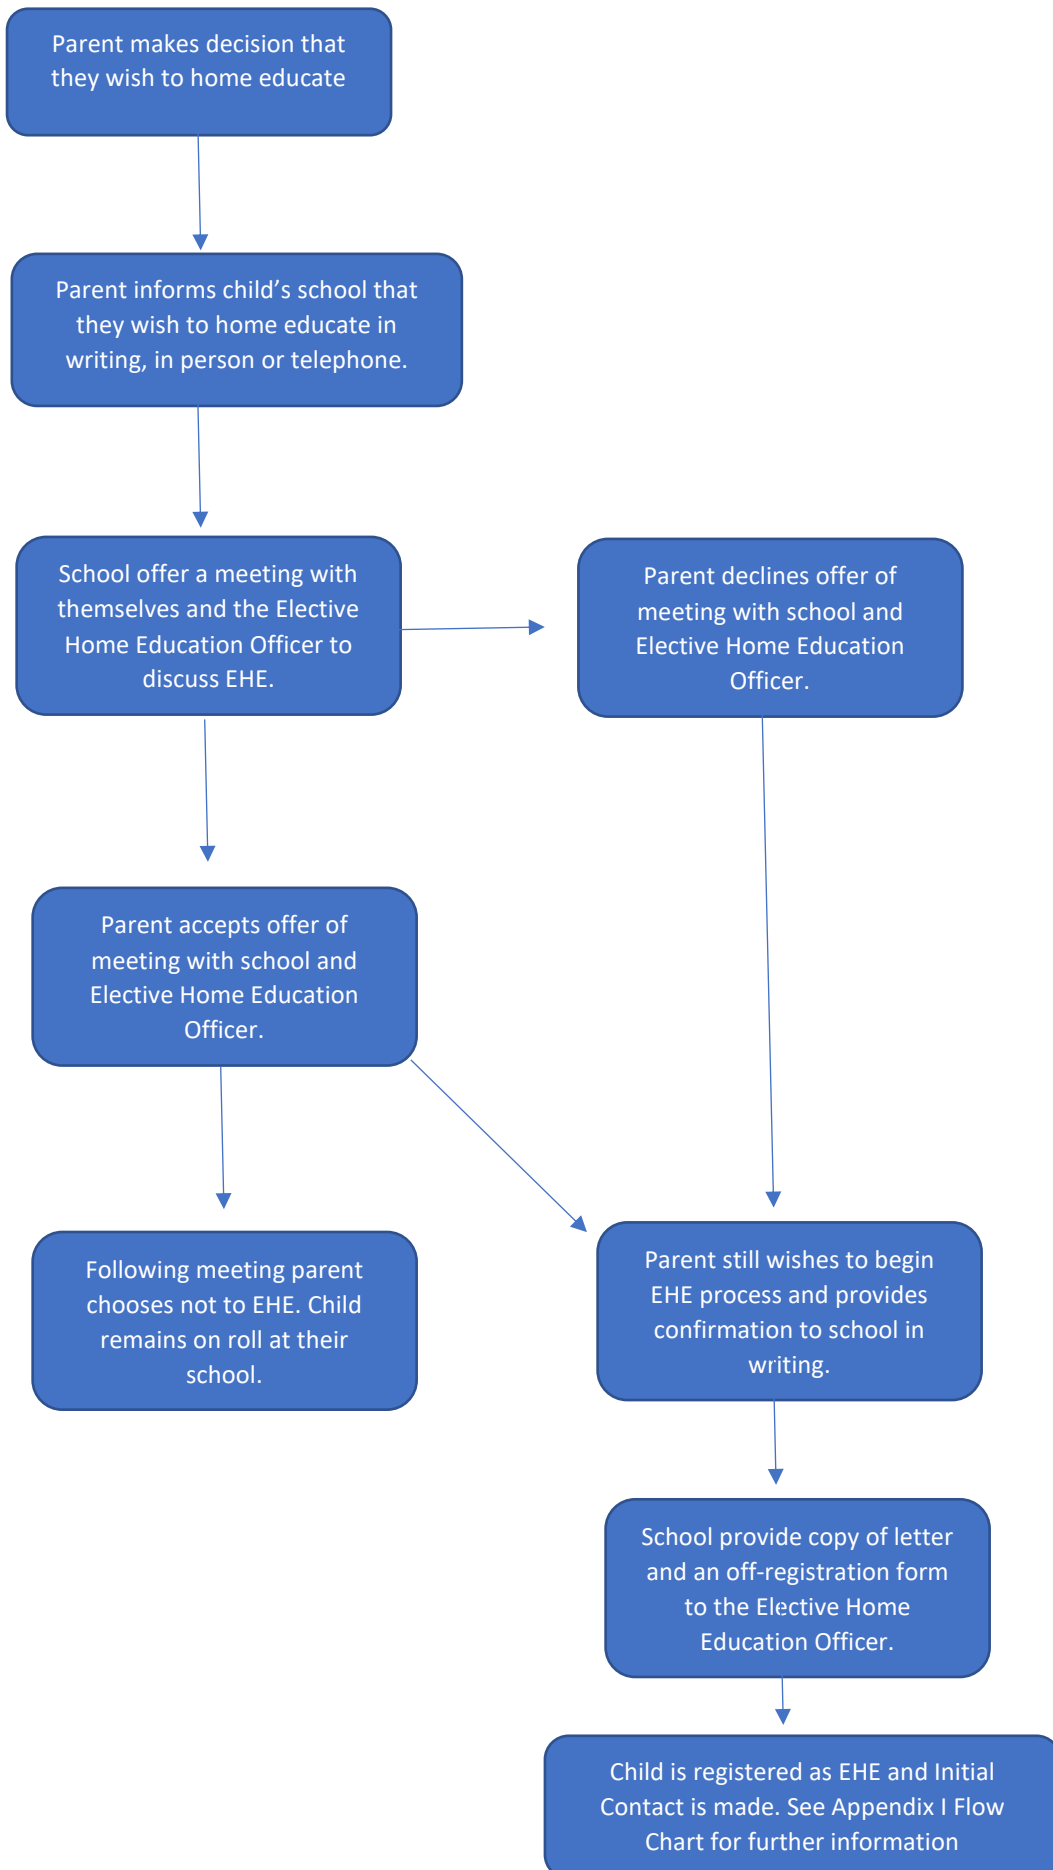 Parent makes decision that
they wish to home educate
Parent informs child’s school that
they wish to home educate in
writing, in person or telephone.
School offer a meeting with
themselves and the Elective
Home Education Officer to
discuss EHE.
Parent declines offer of
meeting with school and
Elective Home Education
Officer.
Parent accepts offer of
meeting with school and
Elective Home Education
Officer.
Following meeting parent
chooses not to EHE. Child
remains on roll at their
school.
Parent still wishes to begin
EHE process and provides
confirmation to school in
writing.
School provide copy of letter
and an off-registration form
to the Elective Home
Education Officer.
Child is registered as EHE and Initial
Contact is made. See Appendix I Flow
Chart for further information